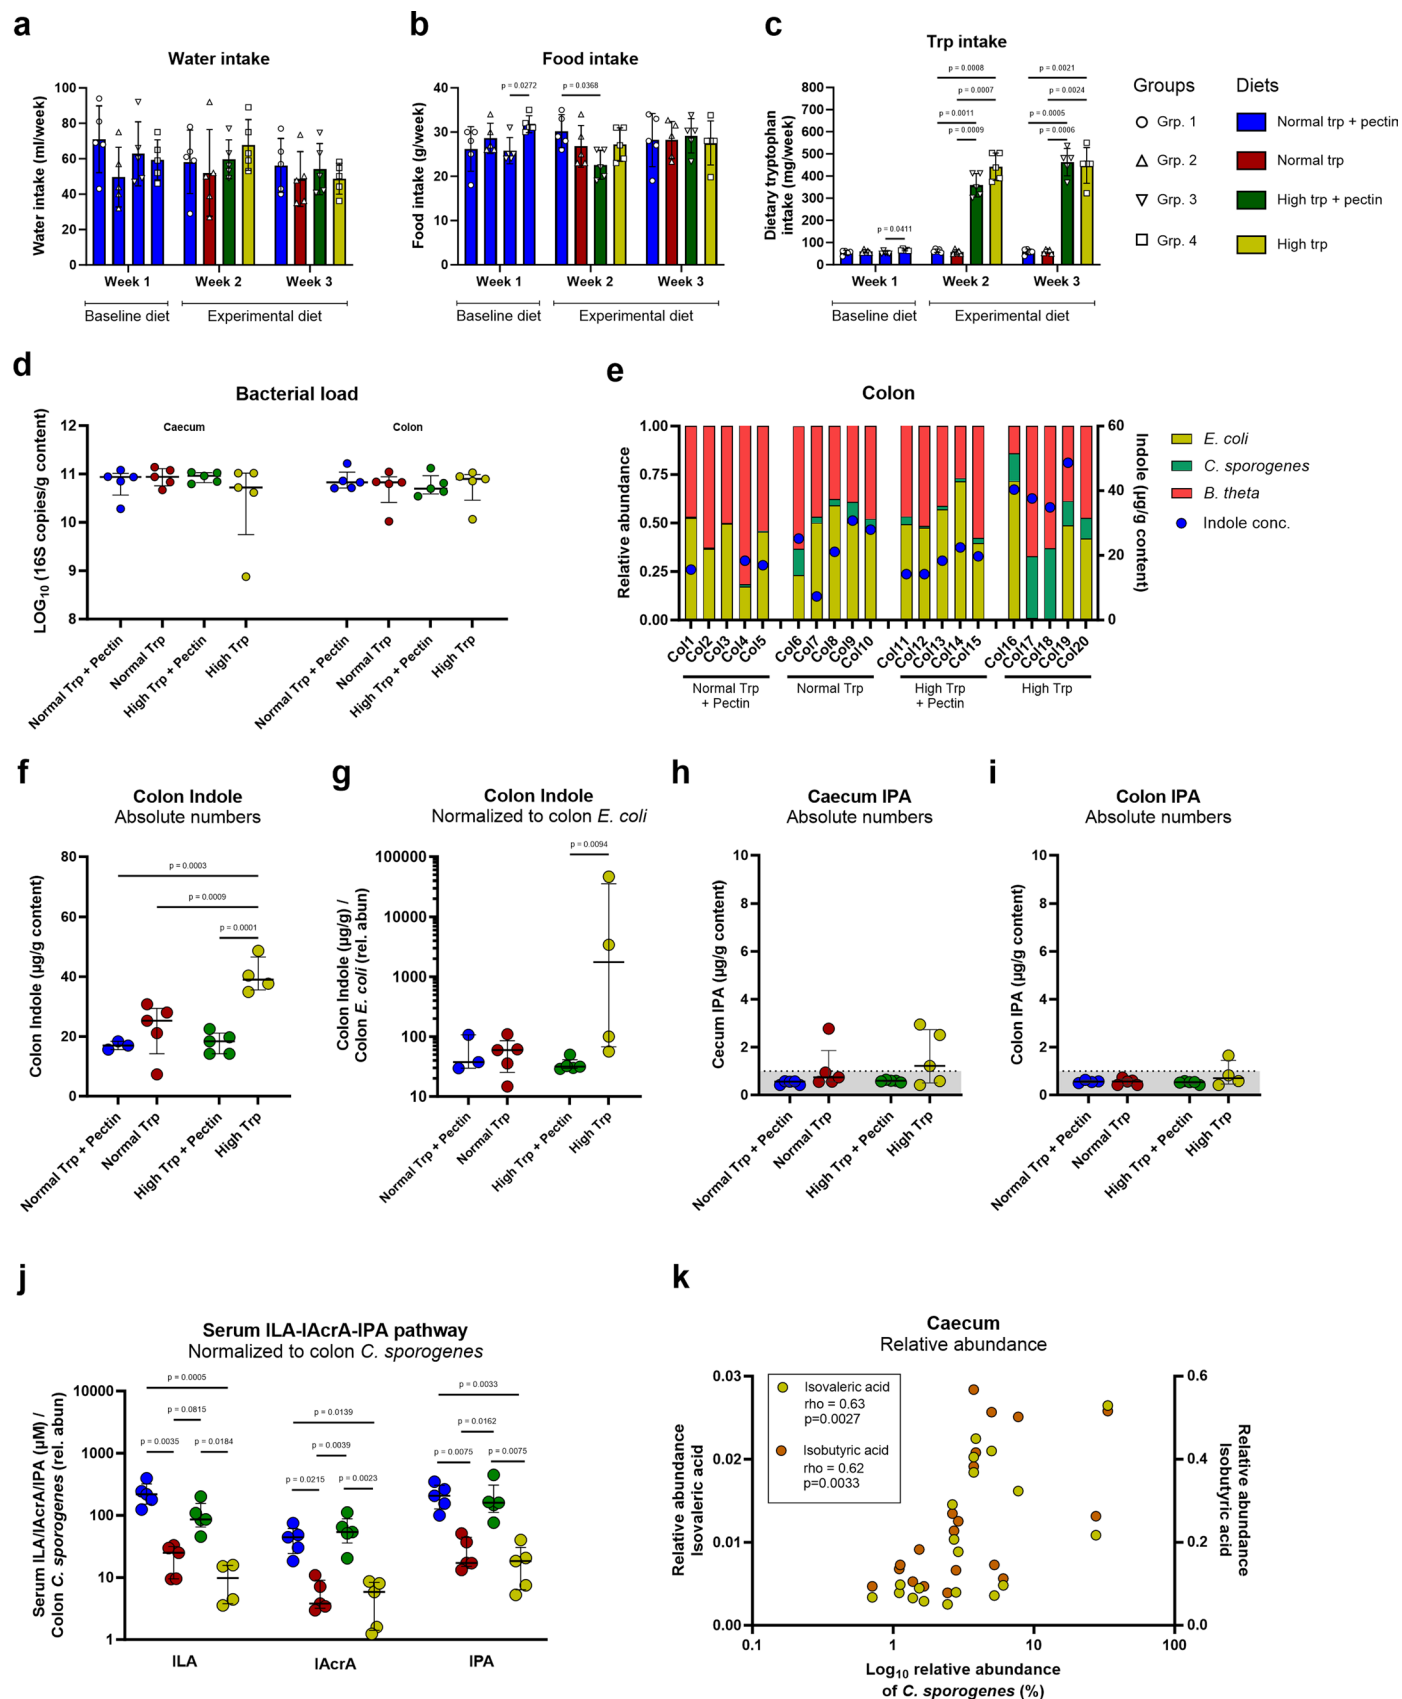 a
Water intake
Water intake (ml/week)
100
80
60
40
20
0
Week 1
Week 2
Week 3
Baseline diet
Experimental diet
b
Food intake
Food intake (g/week)
40
30
20
10
0
p = 0.0272
p = 0.0368
Week 1
Week 2
Week 3
Baseline diet
Experimental diet
c
Trp intake
Dietary tryptophan
intake (mg/week)
800
700
600
500
400
300
200
100
0
p = 0.0411
p = 0.0008
p = 0.0007
p = 0.0011
p = 0.0009
p = 0.0021
p = 0.0024
p = 0.0005
p = 0.0006
Week 1
Week 2
Week 3
Baseline diet
Experimental diet
Groups
Grp. 1
Grp. 2
Grp. 3
Grp. 4
Diets
Normal trp + pectin
Normal trp
High trp + pectin
High trp
d
Bacterial load
LOG10 (16S copies/g content)
12
11
10
9
8
Caecum
Colon
Normal Trp + Pectin
Normal Trp
High Trp + Pectin
High Trp
Normal Trp + Pectin
Normal Trp
High Trp + Pectin
High Trp
e
Colon
Relative abundance
1.00
0.75
0.50
0.25
0.00
Indole (µg/g content)
60
40
20
0
Col1
Col2
Col3
Col4
Col5
Col6
Col7
Col8
Col9
Col10
Col11
Col12
Col13
Col14
Col15
Col16
Col17
Col18
Col19
Col20
Normal Trp
+ Pectin
Normal Trp
High Trp
+ Pectin
High Trp
E. coli
C. sporogenes
B. theta
Indole conc.
f
Colon Indole
Absolute numbers
Colon Indole (µg/g content)
80
60
40
20
0
p = 0.0003
p = 0.0009
p = 0.0001
Normal Trp + Pectin
Normal Trp
High Trp + Pectin
High Trp
g
Colon Indole
Normalized to colon E. coli
Colon Indole (µg/g) /
Colon E. coli (rel. abun)
100000
10000
1000
100
10
p = 0.0094
Normal Trp + Pectin
Normal Trp
High Trp + Pectin
High Trp
h
Caecum IPA
Absolute numbers
Cecum IPA (µg/g content)
10
8
6
4
2
0
Normal Trp + Pectin
Normal Trp
High Trp + Pectin
High Trp
i
Colon IPA
Absolute numbers
Colon IPA (µg/g content)
10
8
6
4
2
0
Normal Trp + Pectin
Normal Trp
High Trp + Pectin
High Trp
j
Serum ILA-IAcrA-IPA pathway
Normalized to colon C. sporogenes
Serum ILA/IAcrA/IPA (µM) /
Colon C. sporogenes (rel. abun)
10000
1000
100
10
1
p = 0.0005
p = 0.0815
p = 0.0035
p = 0.0184
p = 0.0139
p = 0.0039
p = 0.0215
p = 0.0023
p = 0.0033
p = 0.0162
p = 0.0075
p = 0.0075
ILA
IAcrA
IPA
k
Caecum
Relative abundance
Relative abundance
Isovaleric acid
0.03
0.02
0.01
0.00
Isovaleric acid
rho = 0.63
p=0.0027
Isobutyric acid
rho = 0.62
p=0.0033
Relative abundance
Isobutyric acid
0.6
0.4
0.2
0.0
0.1
1
10
100
Log10 relative abundance
of C. sporogenes (%)